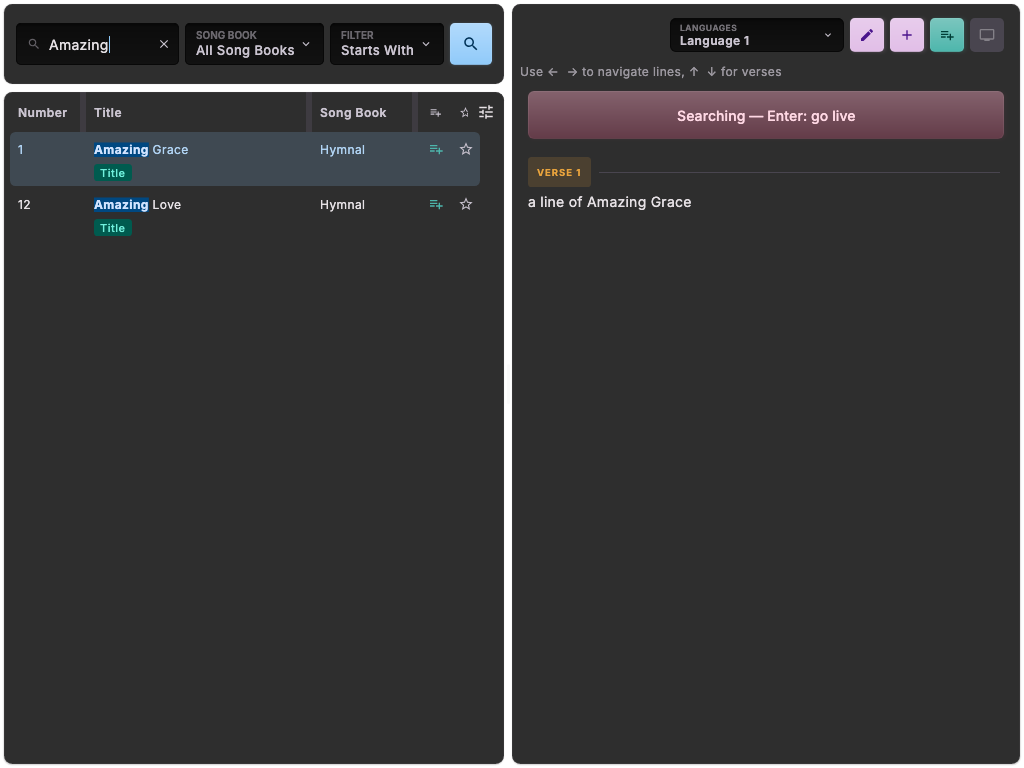 Amazing
SONG BOOK
All Song Books
FILTER
Starts With
Number Title Song Book
1 Amazing Grace Hymnal
Title
12 Amazing Love Hymnal
Title
LANGUAGES
Language 1
Use ← → to navigate lines, ↑ ↓ for verses
Searching — Enter: go live
VERSE 1
a line of Amazing Grace